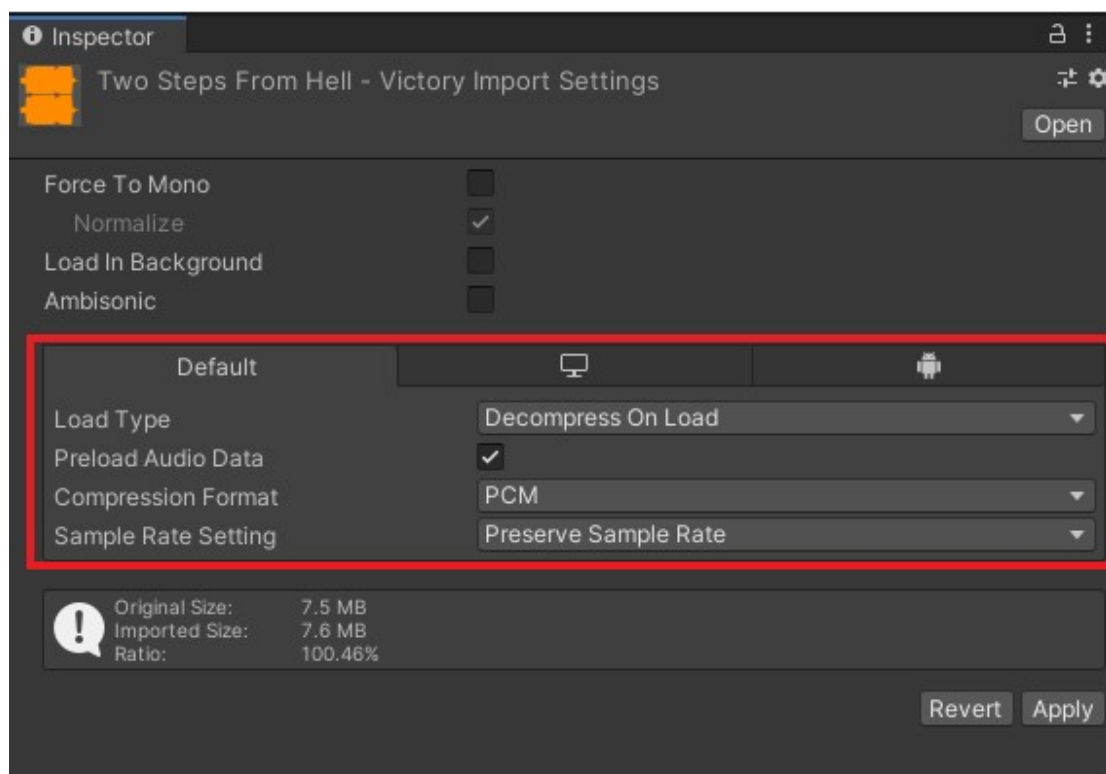 Inspector
Two Steps From Hell - Victory Import Settings
Open
Force To Mono
Normalize
Load In Background
Ambisonic
Default
Load Type Decompress On Load
Preload Audio Data
Compression Format PCM
Sample Rate Setting Preserve Sample Rate
Original Size: 7.5 MB
Imported Size: 7.6 MB
Ratio: 100.46%
Revert Apply